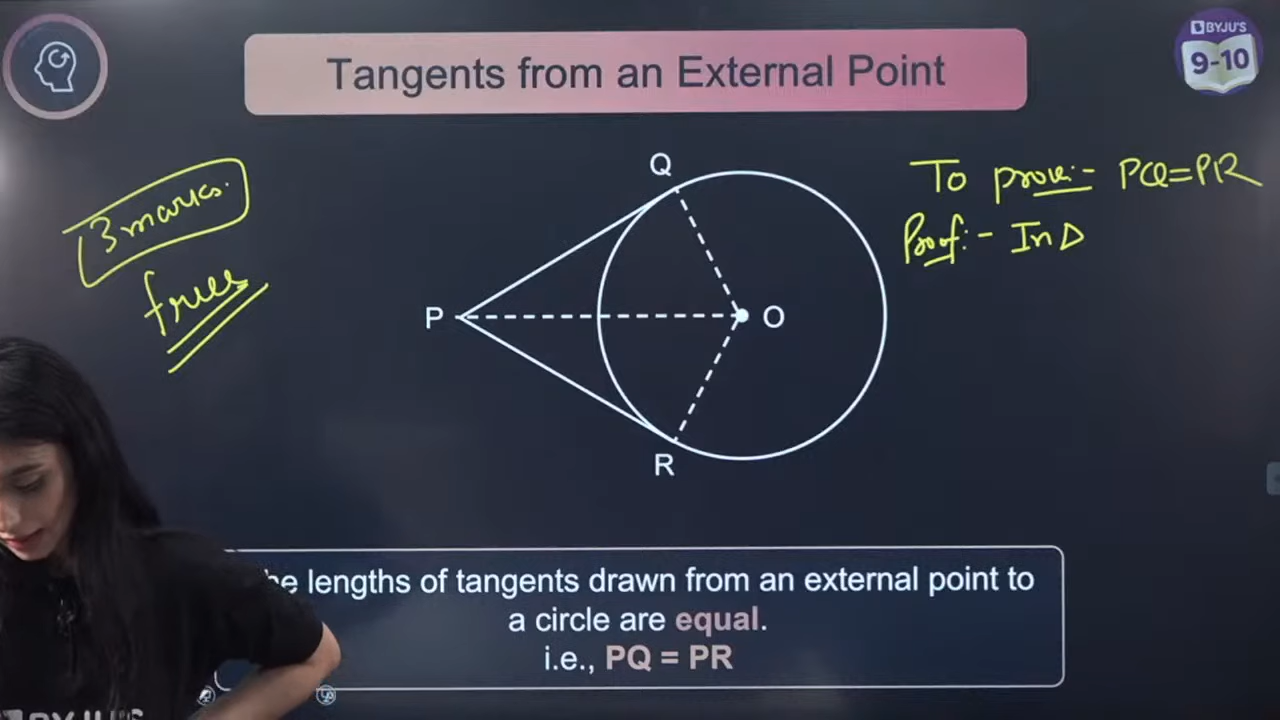 BYJU'S
9-10
Tangents from an External Point
3 marks.
free
Q
P
O
R
To prove:- PQ=PR
Proof:- In Δ
he lengths of tangents drawn from an external point to
a circle are equal.
i.e., PQ = PR
BYJU'S